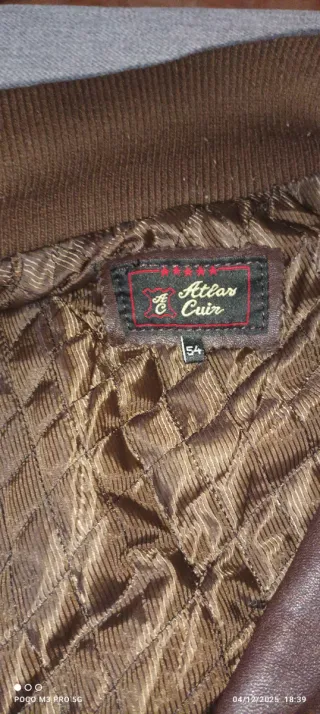 Atlas
AC
Cuir
54
POCO M3 PRO 5G
04/12/2025 18:39